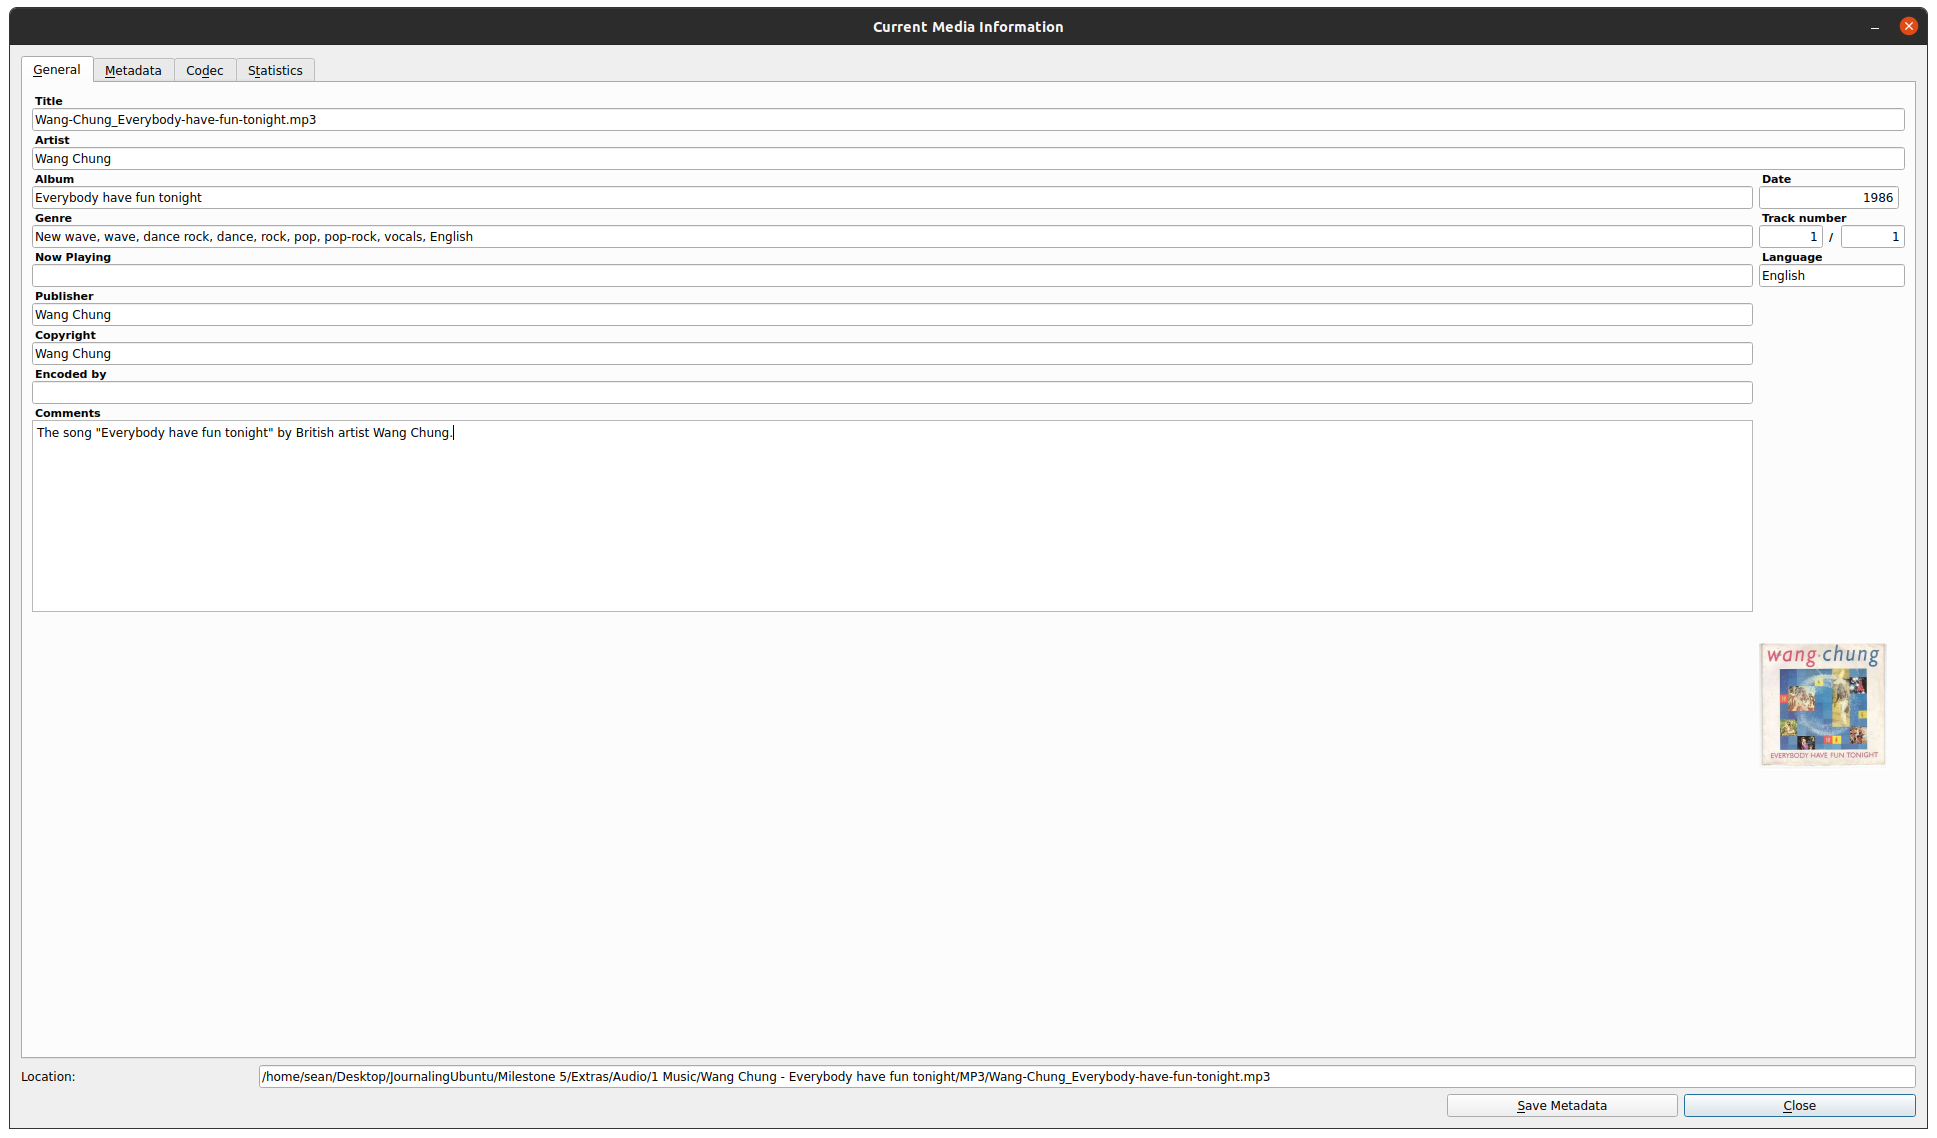 Current Media Information
General Metadata Codec Statistics
Title
Wang-Chung_Everybody-have-fun-tonight.mp3
Artist
Wang Chung
Album Date
Everybody have fun tonight 1986
Genre Track number
New wave, wave, dance rock, dance, rock, pop, pop-rock, vocals, English 1 / 1
Now Playing Language
English
Publisher
Wang Chung
Copyright
Wang Chung
Encoded by
Comments
The song "Everybody have fun tonight" by British artist Wang Chung.
wang chung
EVERYBODY HAVE FUN TONIGHT
Location: /home/sean/Desktop/JournalingUbuntu/Milestone 5/Extras/Audio/1 Music/Wang Chung - Everybody have fun tonight/MP3/Wang-Chung_Everybody-have-fun-tonight.mp3
Save Metadata Close